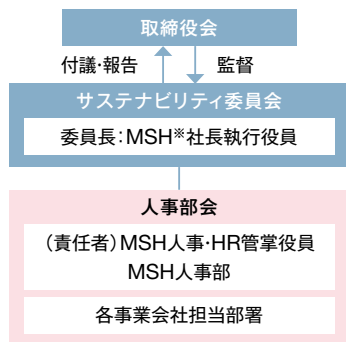 取締役会
付議・報告 監督
サステナビリティ委員会
委員長：MSH※社長執行役員
人事部会
（責任者）MSH人事・HR管掌役員
MSH人事部
各事業会社担当部署